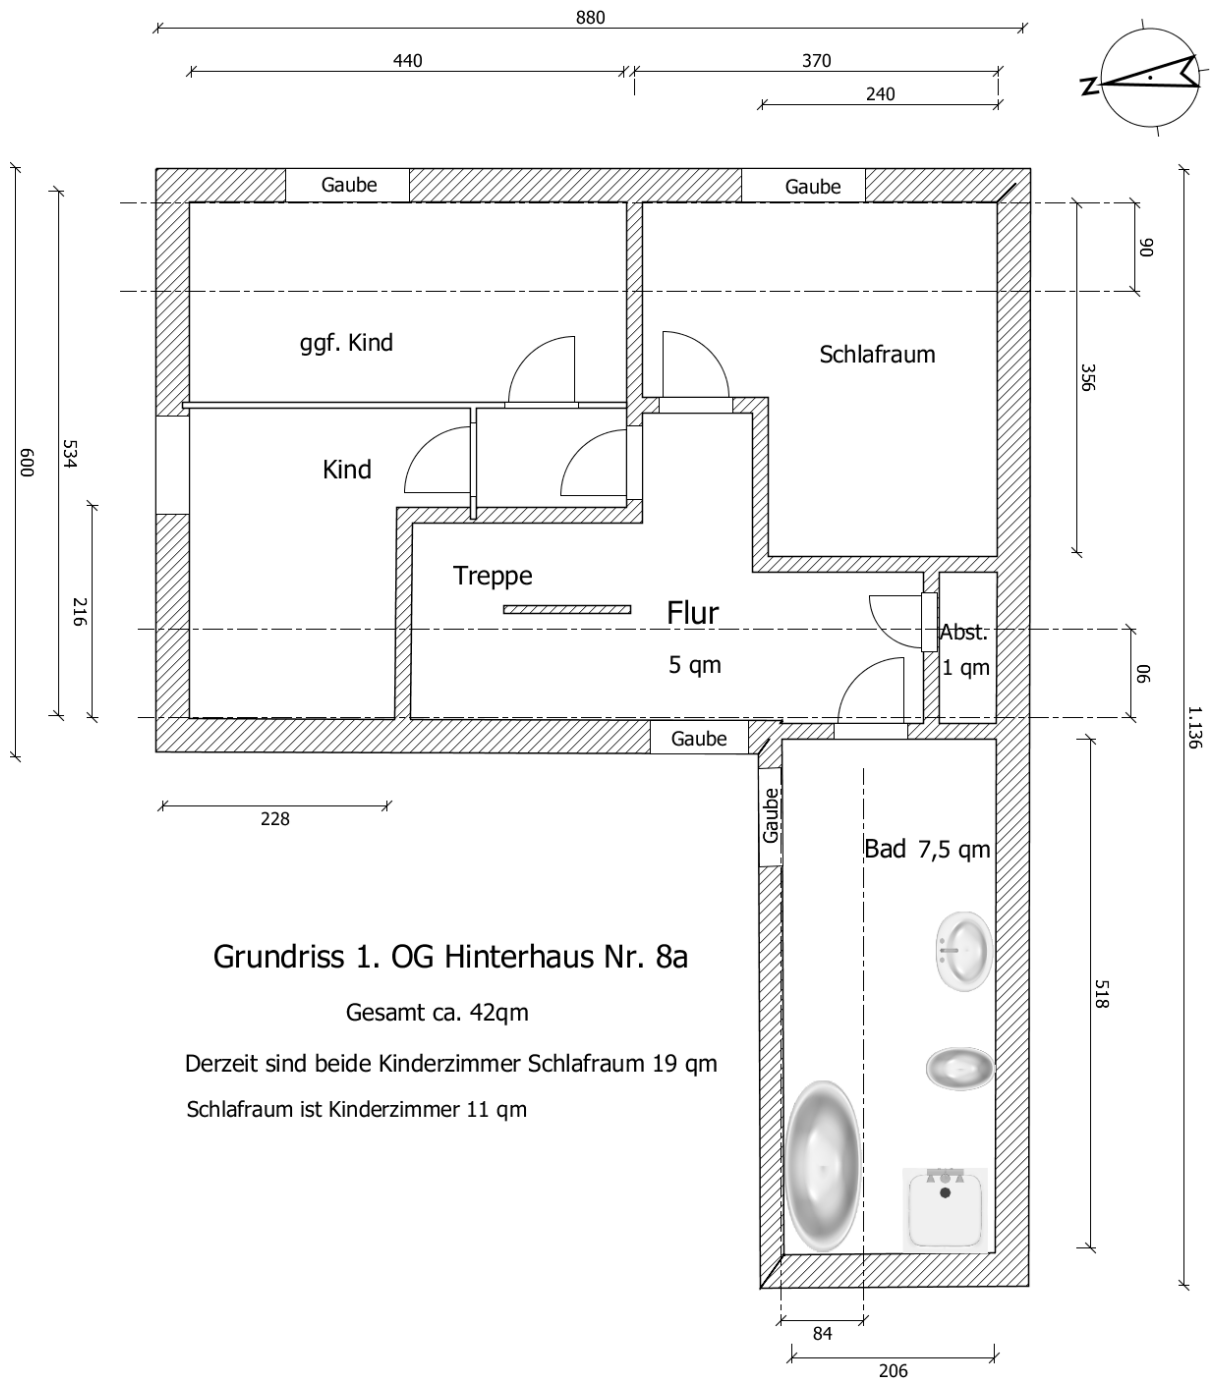 880
440
370
240
N
Gaube
Gaube
90
ggf. Kind
Schlafraum
356
534
600
Kind
Treppe
216
Flur
5 qm
Abst.
1 qm
90
Gaube
1.136
Gaube
228
Bad 7,5 qm
Grundriss 1. OG Hinterhaus Nr. 8a
518
Gesamt ca. 42qm
Derzeit sind beide Kinderzimmer Schlafraum 19 qm
Schlafraum ist Kinderzimmer 11 qm
84
206